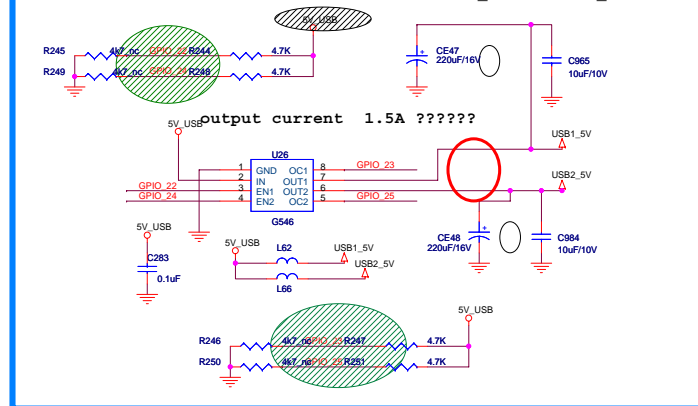 5V_USB
R245 4k7_nc GPIO_22 R244 4.7K
R249 4k7_nc GPIO_24 R248 4.7K
CE47
220uF/16V
C965
10uF/10V
output current 1.5A ??????
5V_USB
USB1_5V
USB2_5V
U26
1 GND OC1 8 GPIO_23
2 IN OUT1 7
GPIO_22 3 EN1 OUT2 6
GPIO_24 4 EN2 OC2 5 GPIO_25
G546
5V_USB
C283
0.1uF
5V_USB
L62
USB1_5V
USB2_5V
L66
CE48
220uF/16V
C984
10uF/10V
5V_USB
R246 4k7_nc GPIO_23 R247 4.7K
R250 4k7_nc GPIO_25 R251 4.7K